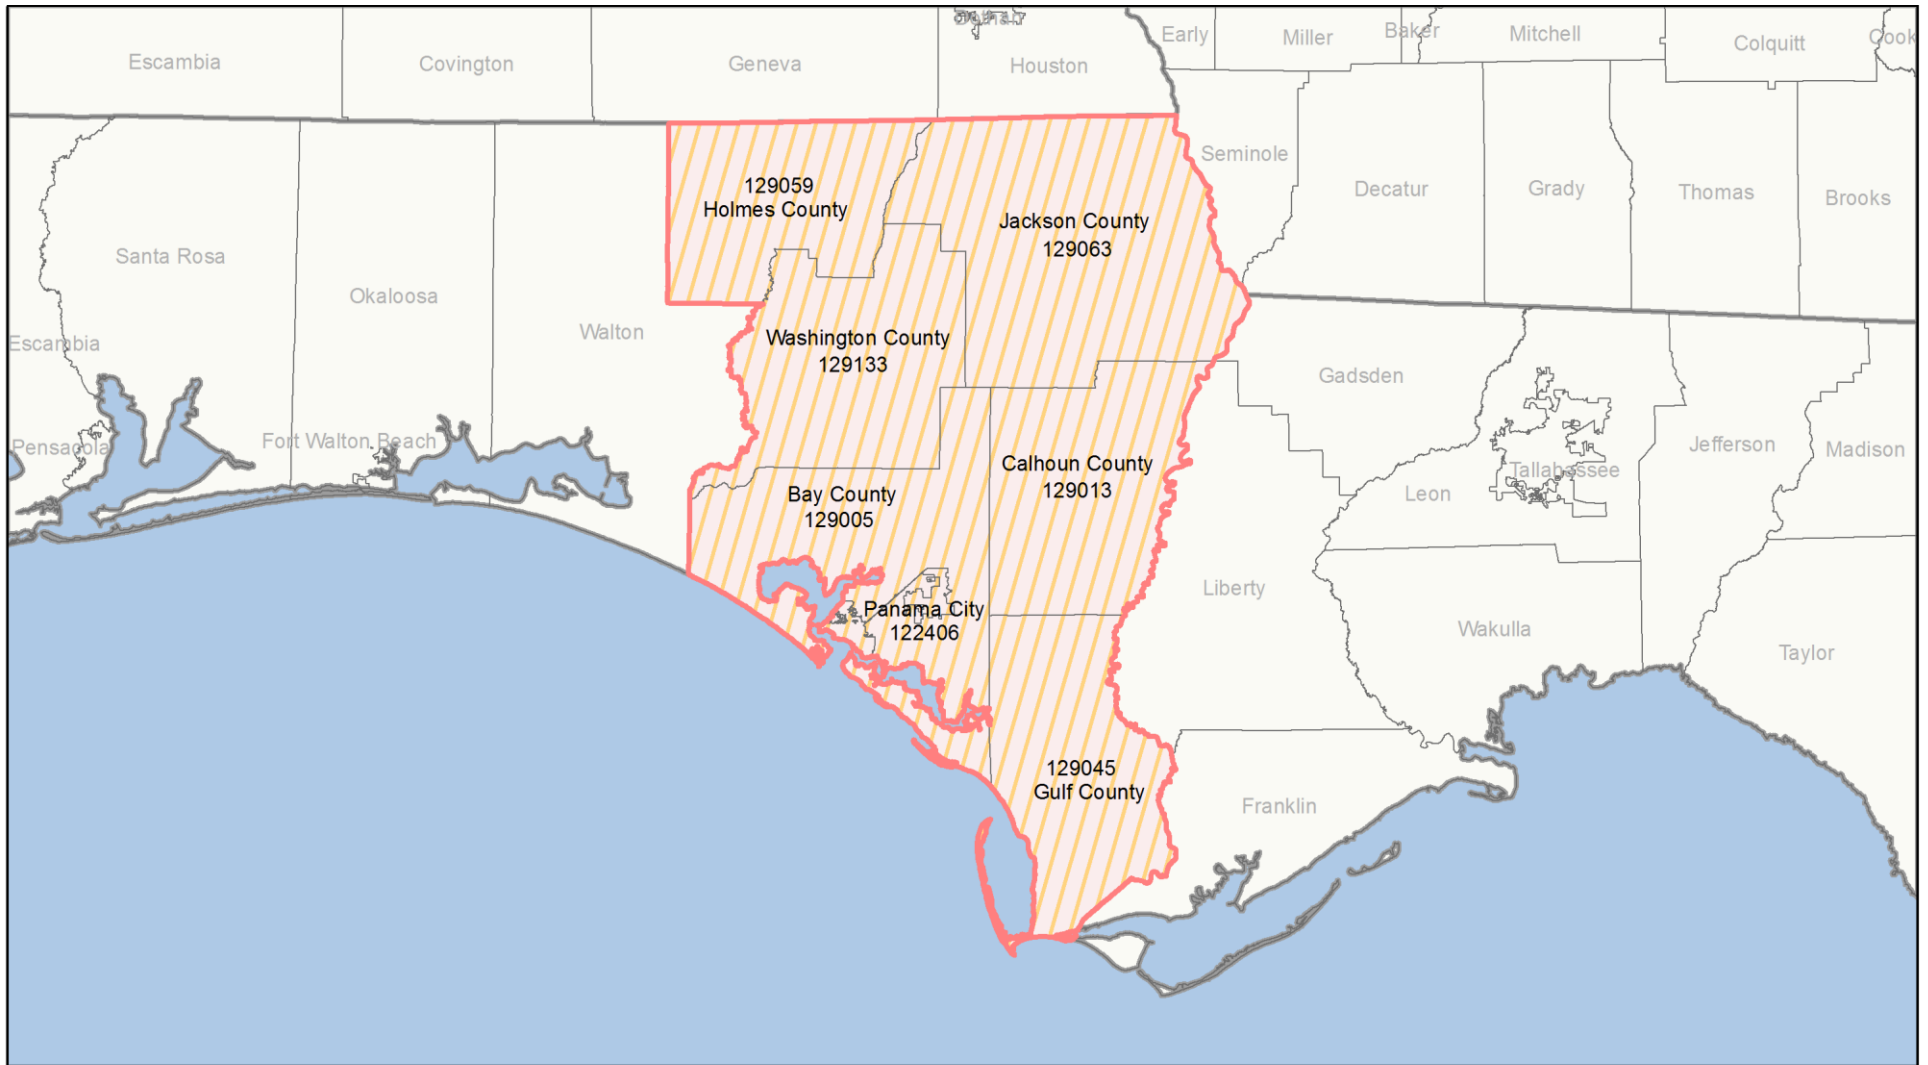 Dothan
Early
Miller
Baker
Mitchell
Colquitt
Cook
Escambia
Covington
Geneva
Houston
Seminole
Decatur
Grady
Thomas
Brooks
129059
Holmes County
Jackson County
129063
Santa Rosa
Okaloosa
Walton
Escambia
Washington County
129133
Gadsden
Pensacola
Fort Walton Beach
Calhoun County
129013
Tallahassee
Leon
Jefferson
Madison
Bay County
129005
Liberty
Panama City
122406
Wakulla
Taylor
129045
Gulf County
Franklin